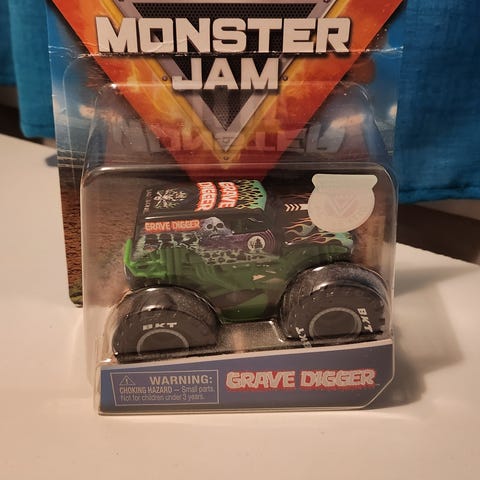 MONSTER
JAM
GRAVE
DIGGER
GRAVE DIGGER
BKT
BKT
WARNING:
CHOKING HAZARD — Small parts.
Not for children under 3 years.
GRAVE DIGGER